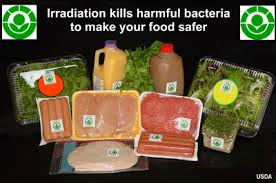 Irradiation kills harmful bacteria
to make your food safer
USDA